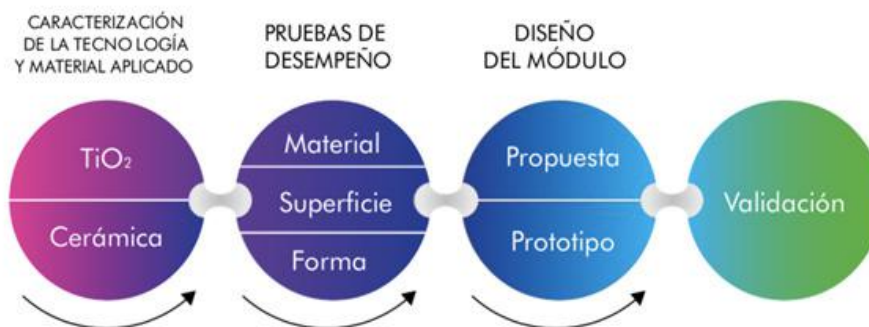 CARACTERIZACIÓN
DE LA TECNO LOGÍA
Y MATERIAL APLICADO
PRUEBAS DE
DESEMPEÑO
DISEÑO
DEL MÓDULO
TiO₂
Cerámica
Material
Superficie
Forma
Propuesta
Prototipo
Validación